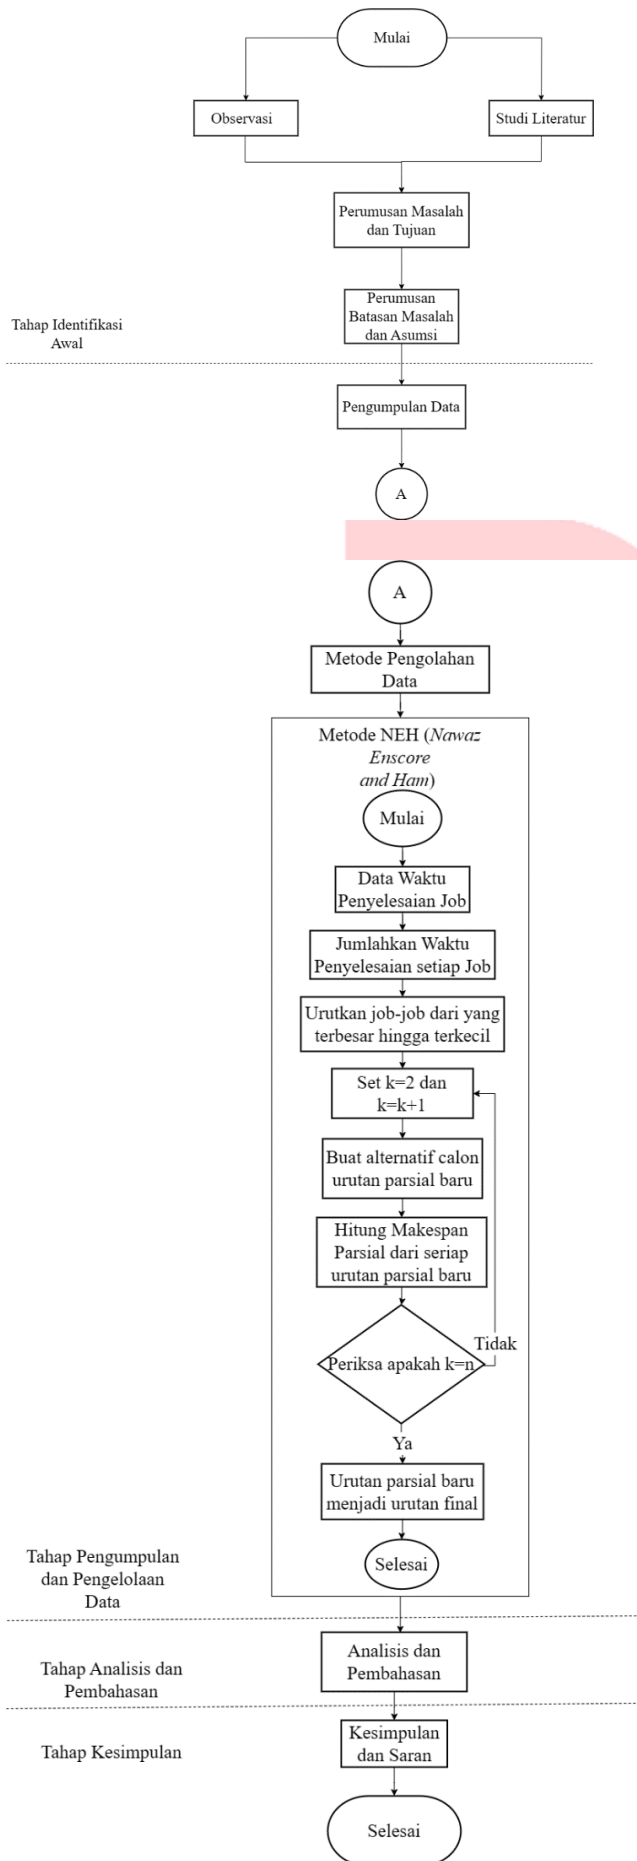 Mulai
Observasi
Studi Literatur
Perumusan Masalah
dan Tujuan
Perumusan
Batasan Masalah
dan Asumsi
Tahap Identifikasi
Awal
Pengumpulan Data
A
A
Metode Pengolahan
Data
Metode NEH (Nawaz
Enscore
and Ham)
Mulai
Data Waktu
Penyelesaian Job
Jumlahkan Waktu
Penyelesaian setiap Job
Urutkan job-job dari yang
terbesar hingga terkecil
Set k=2 dan
k=k+1
Buat alternatif calon
urutan parsial baru
Hitung Makespan
Parsial dari seriap
urutan parsial baru
Tidak
Periksa apakah k=n
Ya
Urutan parsial baru
menjadi urutan final
Selesai
Tahap Pengumpulan
dan Pengelolaan
Data
Analisis dan
Pembahasan
Tahap Analisis dan
Pembahasan
Kesimpulan
dan Saran
Tahap Kesimpulan
Selesai